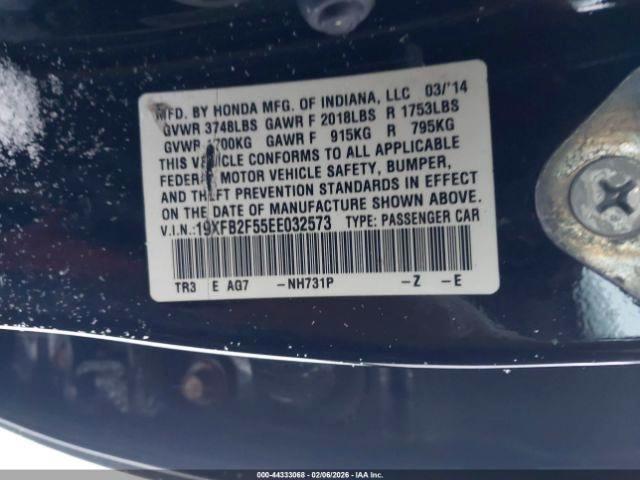 MFD. BY HONDA MFG. OF INDIANA, LLC 03/'14
GVWR 3748LBS GAWR F 2018LBS R 1753LBS
GVWR 700KG GAWR F 915KG R 795KG
THIS VEHICLE CONFORMS TO ALL APPLICABLE
FEDERAL MOTOR VEHICLE SAFETY, BUMPER,
AND THEFT PREVENTION STANDARDS IN EFFECT
ON THE DATE OF MANUFACTURE SHOWN ABOVE.
V.I.N.: 19XFB2F55EE032573 TYPE: PASSENGER CAR
TR3 E AG7 -NH731P -Z -E
000-44333068 - 02/06/2026 - IAA, Inc.